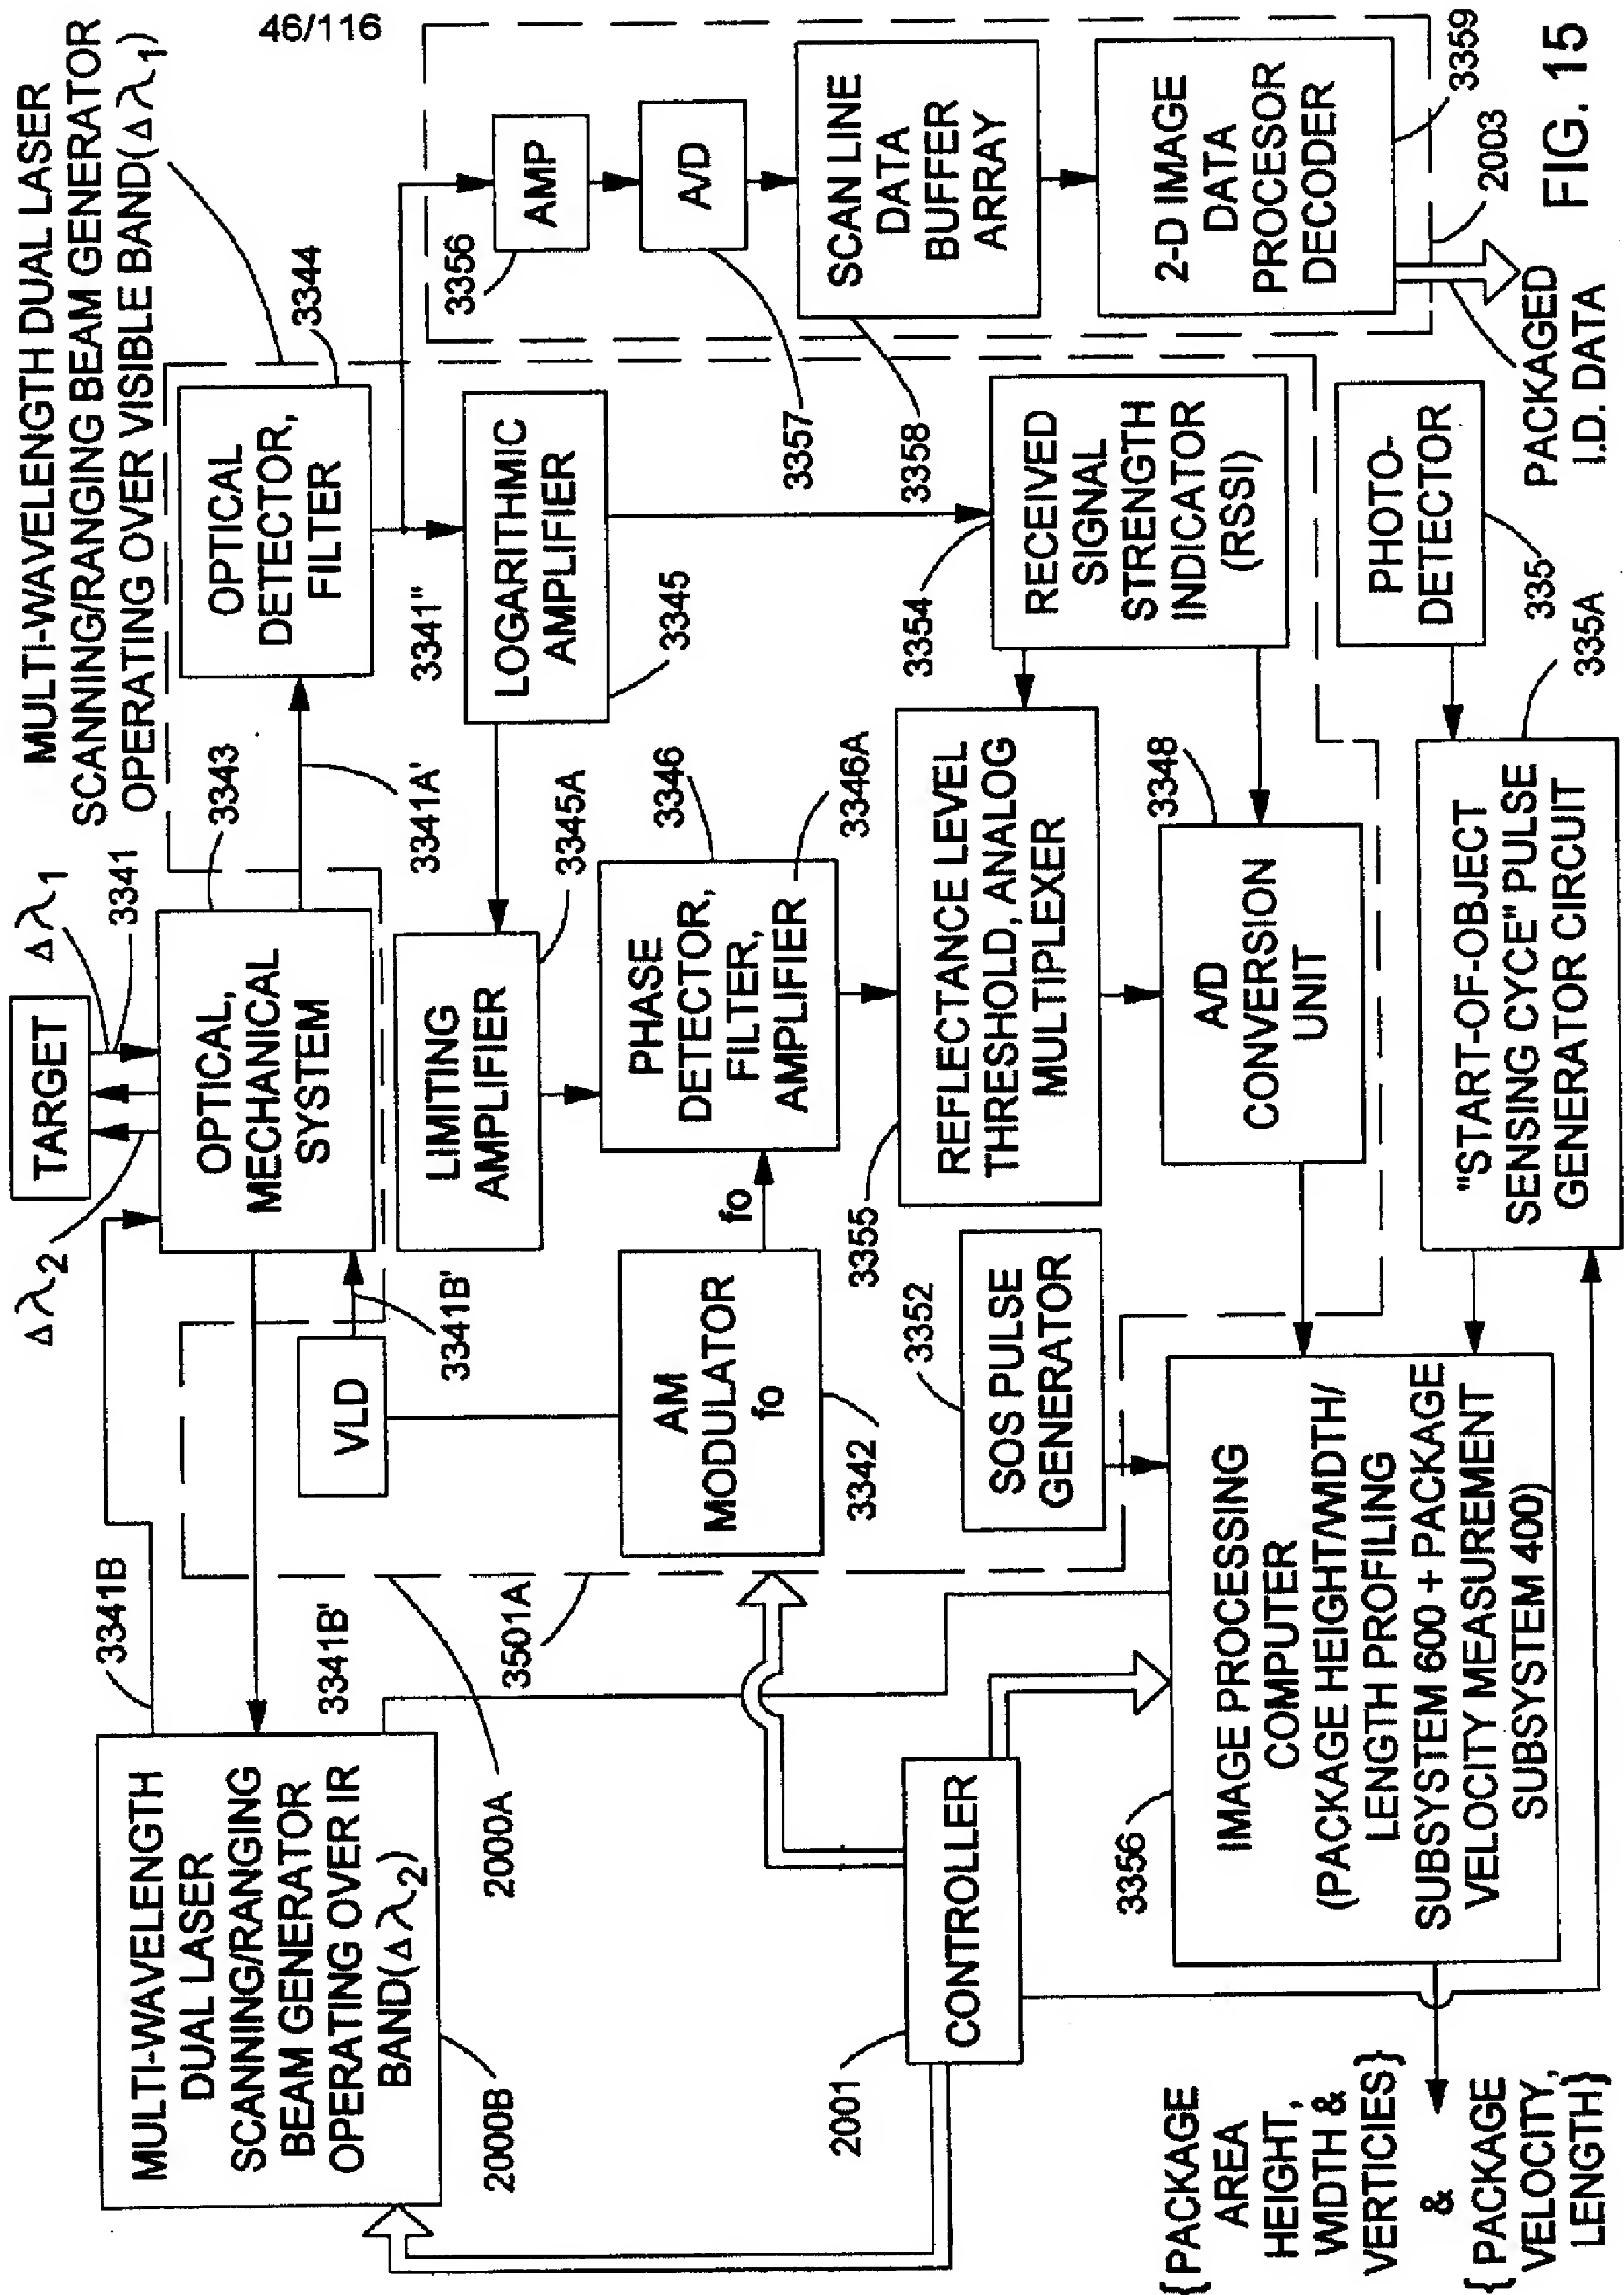 46/116
MULTI-WAVELENGTH DUAL LASER
SCANNING/RANGING BEAM GENERATOR
OPERATING OVER VISIBLE BAND(Δλ1)
MULTI-WAVELENGTH
DUAL LASER
SCANNING/RANGING
BEAM GENERATOR
OPERATING OVER IR
BAND(Δλ2)
2000B
3341B
3341B'
2000A
3501A
TARGET
Δλ2
Δλ1
3341
OPTICAL,
MECHANICAL
SYSTEM
3343
3341A'
OPTICAL
DETECTOR,
FILTER
3344
3341"
VLD
3341B'
LIMITING
AMPLIFIER
3345A
LOGARITHMIC
AMPLIFIER
3345
AMP
3356
A/D
3357
AM
MODULATOR
fo
3342
fo
PHASE
DETECTOR,
FILTER,
AMPLIFIER
3346
3346A
SCAN LINE
DATA
BUFFER
ARRAY
3358
SOS PULSE
GENERATOR
3352
REFLECTANCE LEVEL
THRESHOLD, ANALOG
MULTIPLEXER
3355
RECEIVED
SIGNAL
STRENGTH
INDICATOR
(RSSI)
3354
2-D IMAGE
DATA
PROCESSOR
DECODER
3359
2003
CONTROLLER
2001
A/D
CONVERSION
UNIT
3348
PHOTO-
DETECTOR
335
IMAGE PROCESSING
COMPUTER
(PACKAGE HEIGHT/WIDTH/
LENGTH PROFILING
SUBSYSTEM 600 + PACKAGE
VELOCITY MEASUREMENT
SUBSYSTEM 400)
3356
"START-OF-OBJECT
SENSING CYCE" PULSE
GENERATOR CIRCUIT
335A
PACKAGED
I.D. DATA
{PACKAGE
AREA
HEIGHT,
WIDTH &
VERTICIES}
&
{PACKAGE
VELOCITY,
LENGTH}
FIG. 15